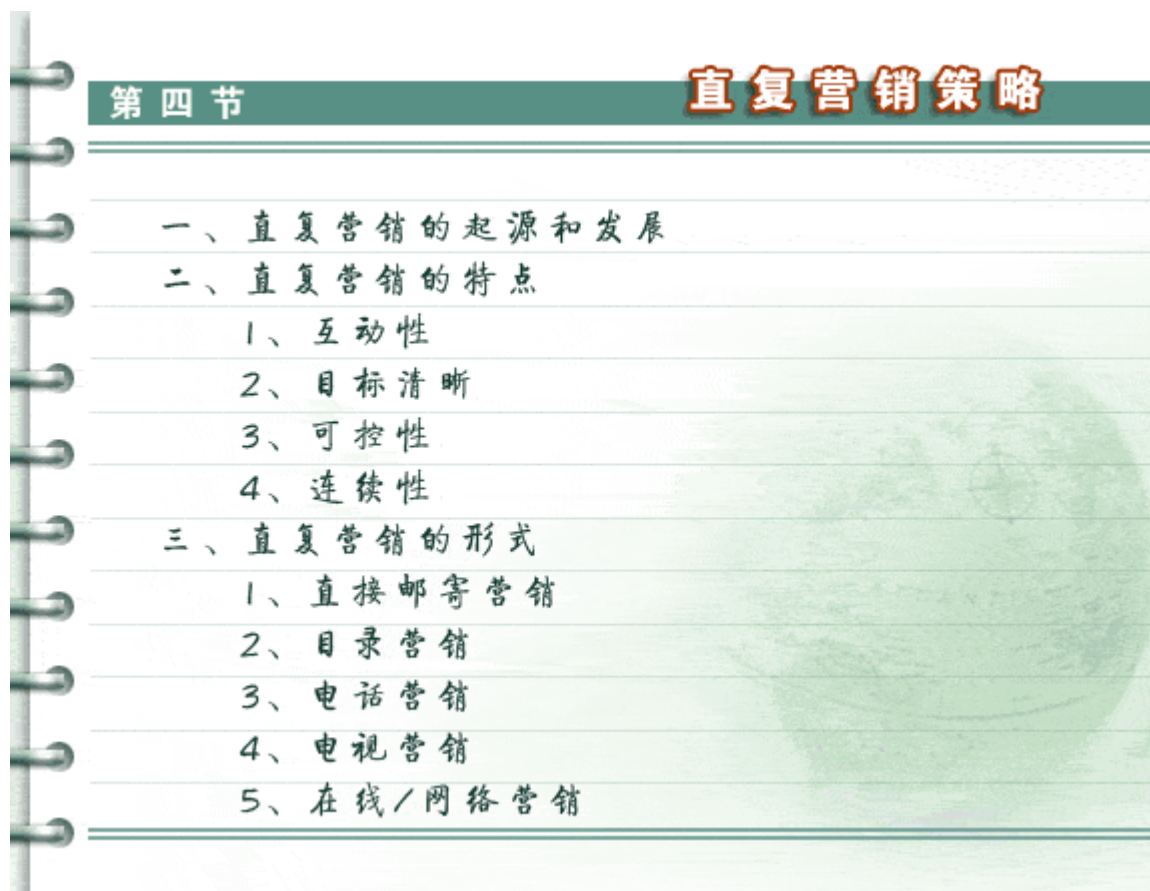 第四节
直复营销策略
一、直复营销的起源和发展
二、直复营销的特点
1、互动性
2、目标清晰
3、可控性
4、连续性
三、直复营销的形式
1、直接邮寄营销
2、目录营销
3、电话营销
4、电视营销
5、在线/网络营销